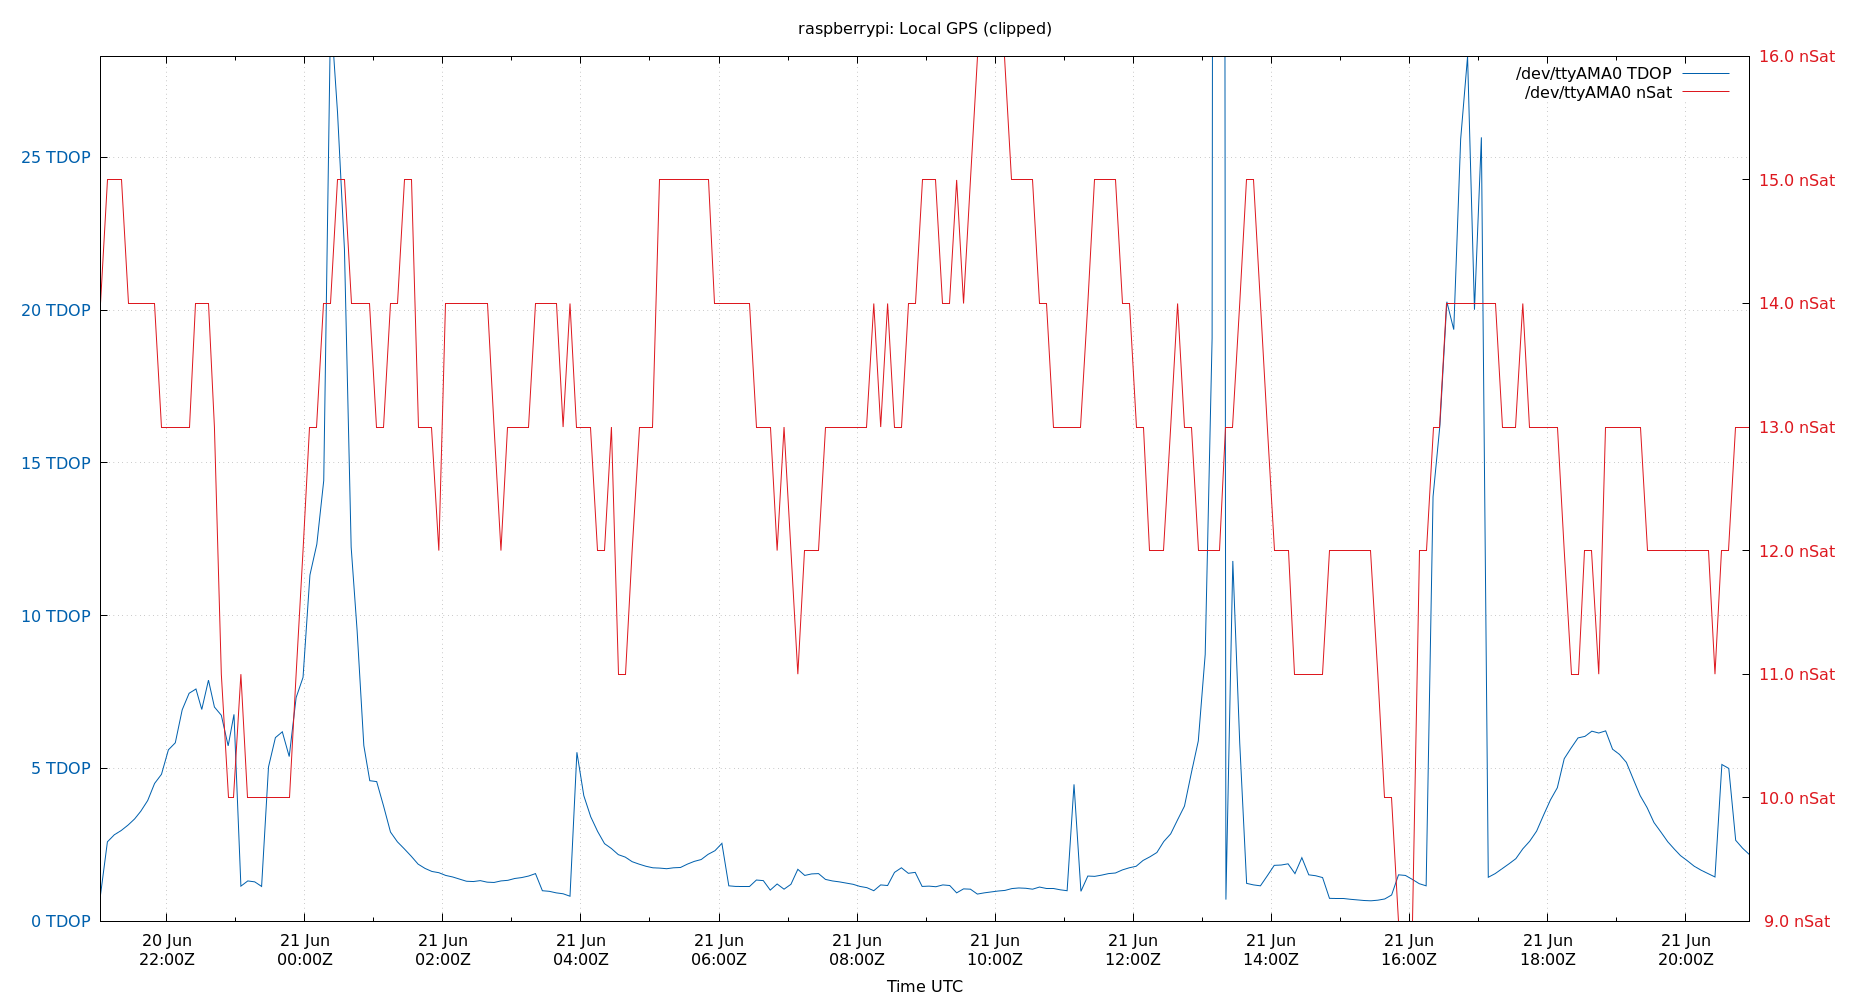 raspberrypi: Local GPS (clipped)
/dev/ttyAMA0 TDOP
/dev/ttyAMA0 nSat
25 TDOP
20 TDOP
15 TDOP
10 TDOP
5 TDOP
0 TDOP
16.0 nSat
15.0 nSat
14.0 nSat
13.0 nSat
12.0 nSat
11.0 nSat
10.0 nSat
9.0 nSat
20 Jun
22:00Z
21 Jun
00:00Z
21 Jun
02:00Z
21 Jun
04:00Z
21 Jun
06:00Z
21 Jun
08:00Z
21 Jun
10:00Z
21 Jun
12:00Z
21 Jun
14:00Z
21 Jun
16:00Z
21 Jun
18:00Z
21 Jun
20:00Z
Time UTC